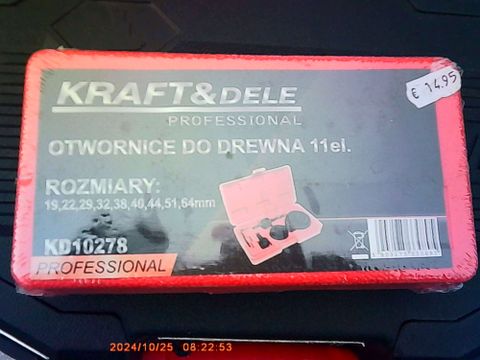 KRAFT&DELE
PROFESSIONAL
€ 14.95
OTWORNICE DO DREWNA 11el.
ROZMIARY:
19,22,29,32,38,40,44,51,64mm
KD10278
PROFESSIONAL
2024/10/25 08:22:53